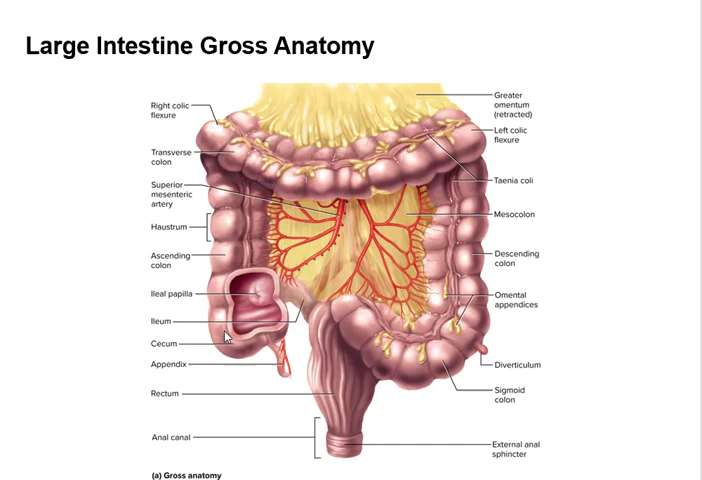 Large Intestine Gross Anatomy
Right colic
flexure
Transverse
colon
Superior
mesenteric
artery
Haustrum
Ascending
colon
Ileal papilla
Ileum
Cecum
Appendix
Rectum
Anal canal
Greater
omentum
(retracted)
Left colic
flexure
Taenia coli
Mesocolon
Descending
colon
Omental
appendices
Diverticulum
Sigmoid
colon
External anal
sphincter
(a) Gross anatomy